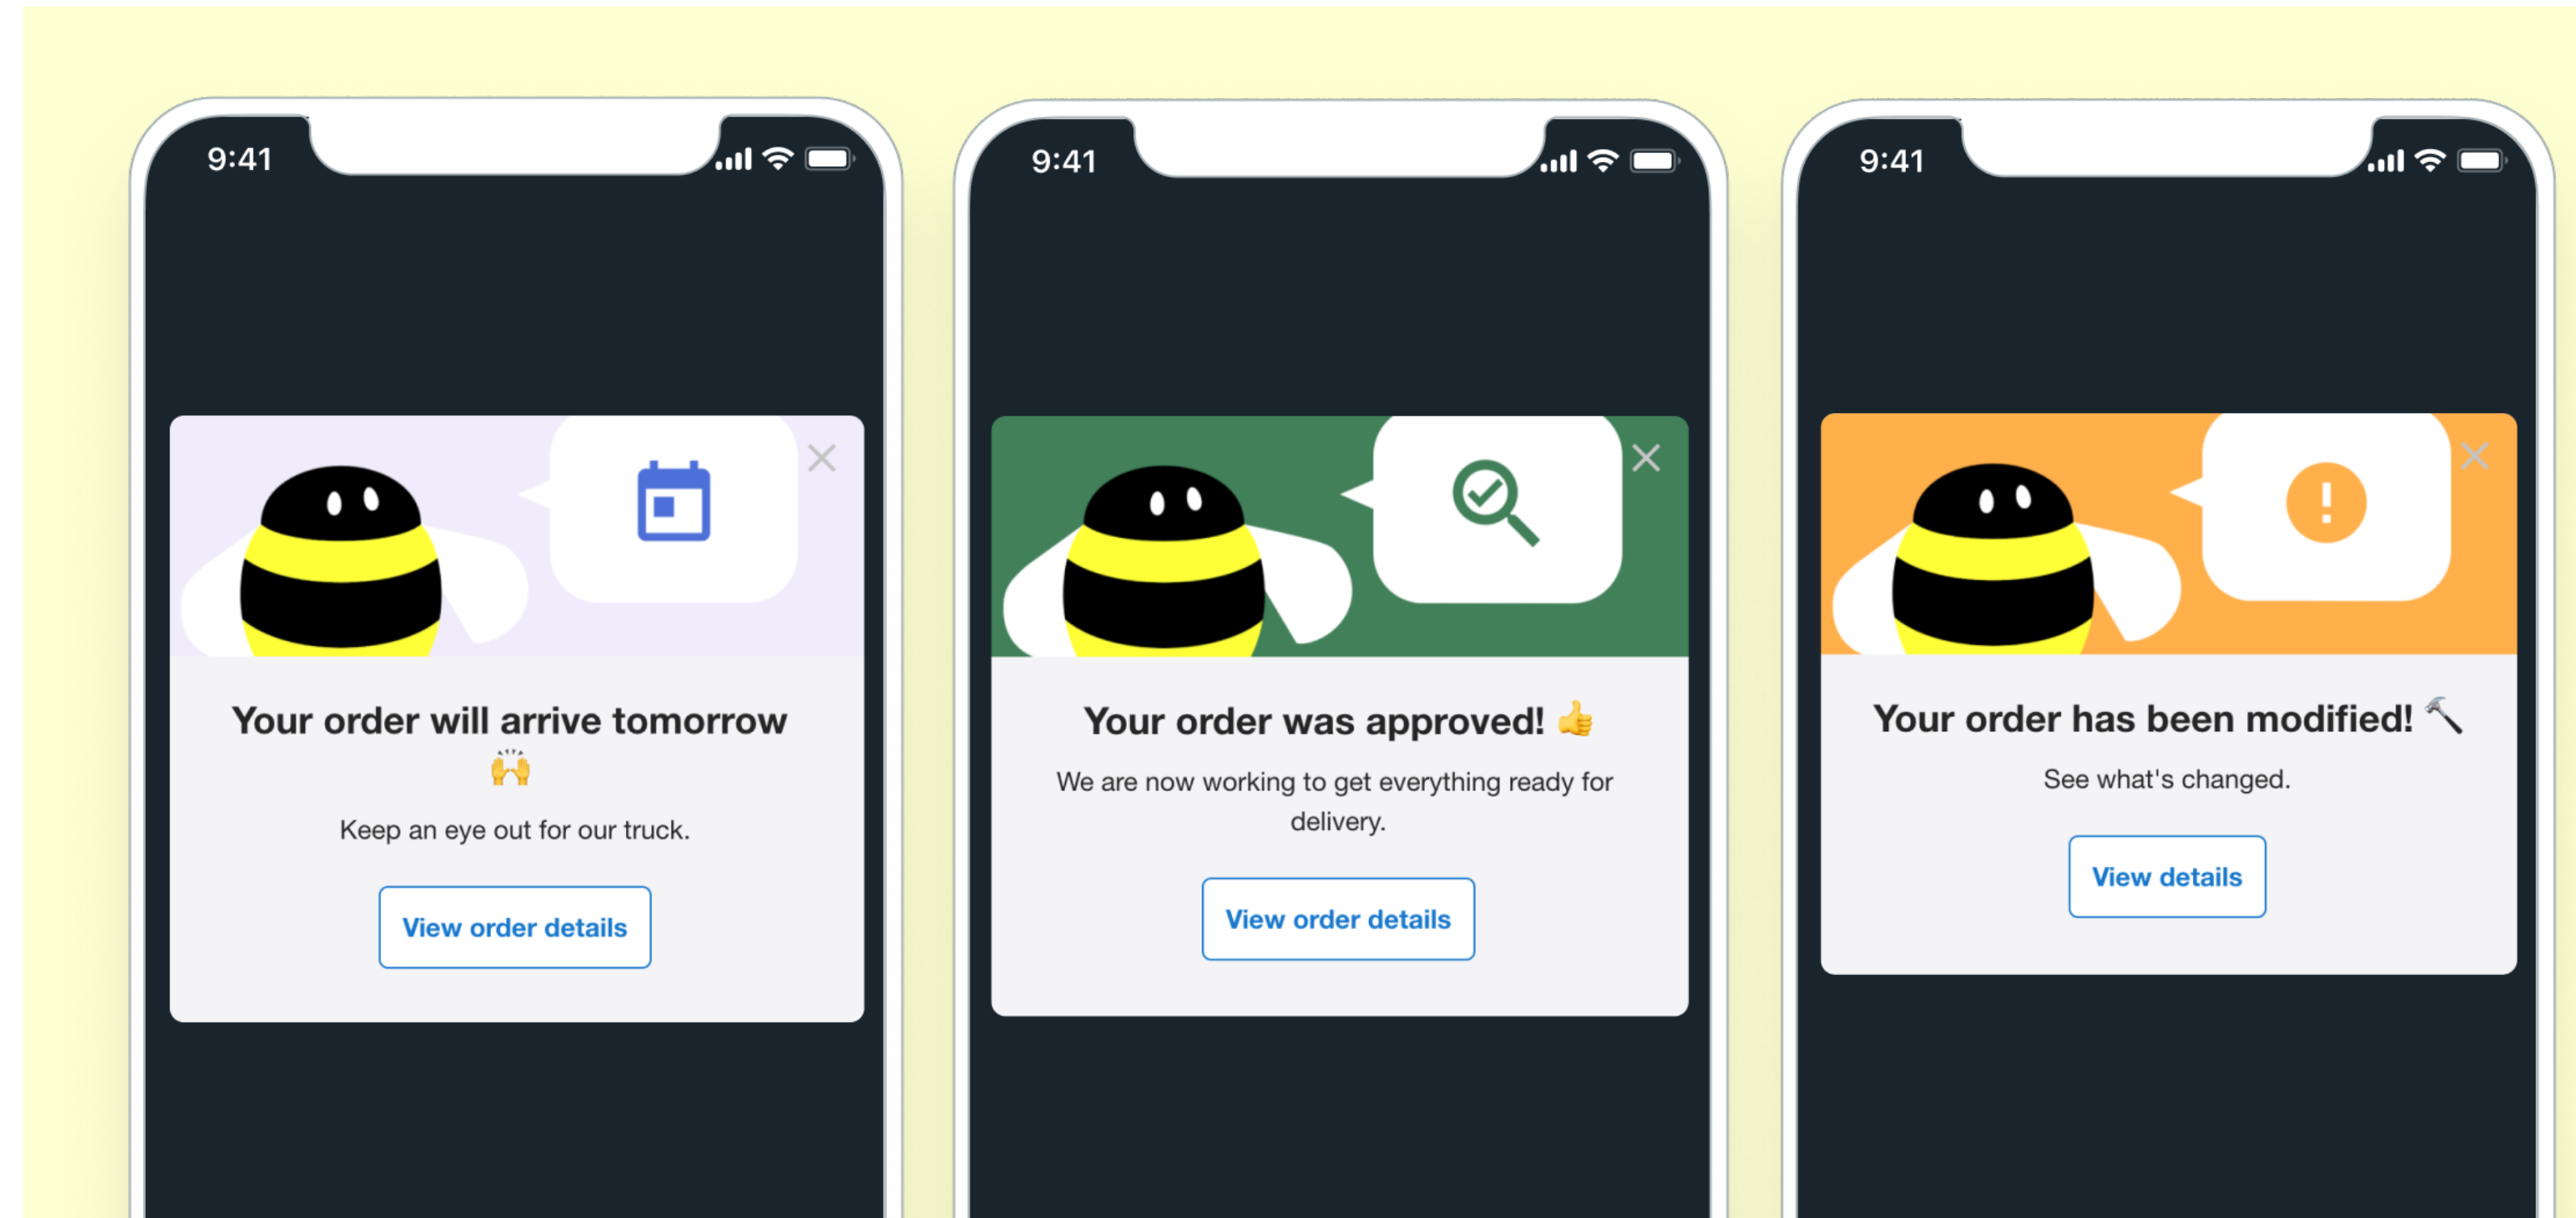 9:41
Your order will arrive tomorrow
🙌
Keep an eye out for our truck.
View order details
9:41
Your order was approved! 👍
We are now working to get everything ready for
delivery.
View order details
9:41
Your order has been modified! 🔨
See what's changed.
View details